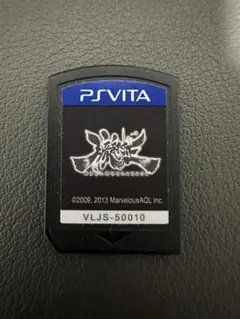 PSVITA
©2009, 2013 MarvelousAQL Inc.
VLJS-50010